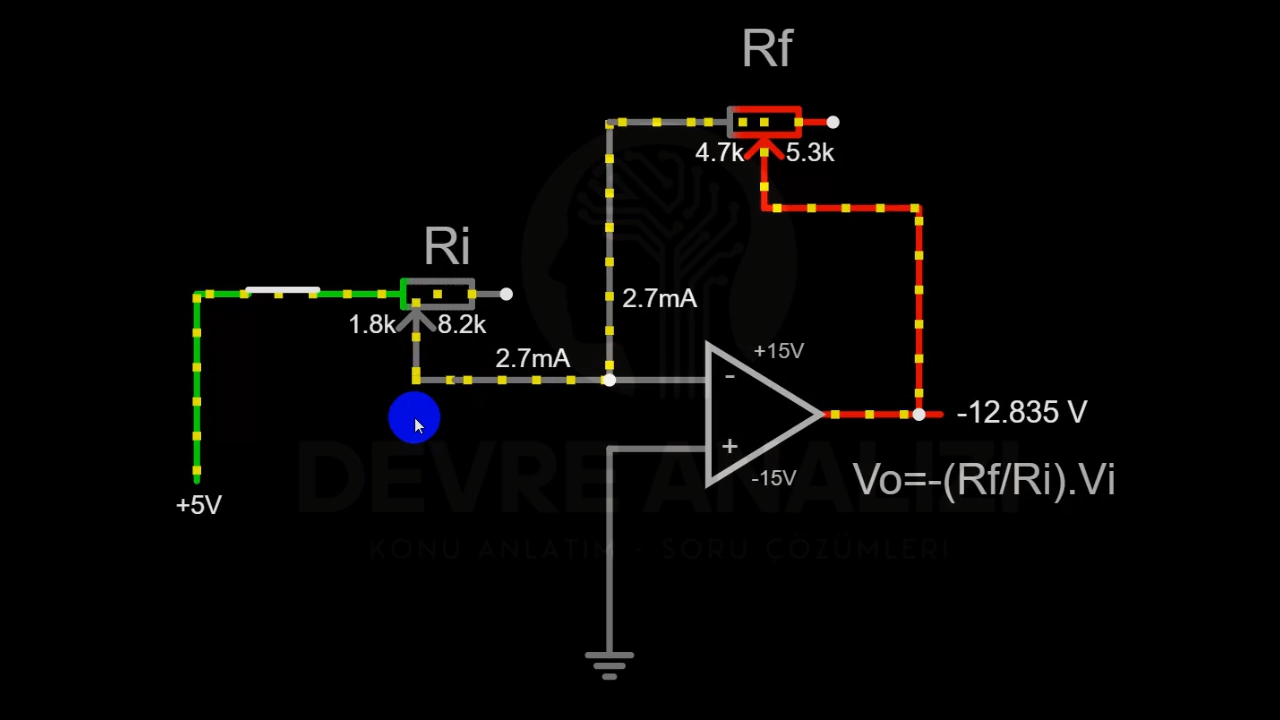 Rf
4.7k 5.3k
Ri
1.8k 8.2k
2.7mA
2.7mA
+15V
-
+
-15V
-12.835 V
Vo=-(Rf/Ri).Vi
+5V
DEVRE ANALIZI
KONU ANLATIM - SORU ÇÖZÜMLERI